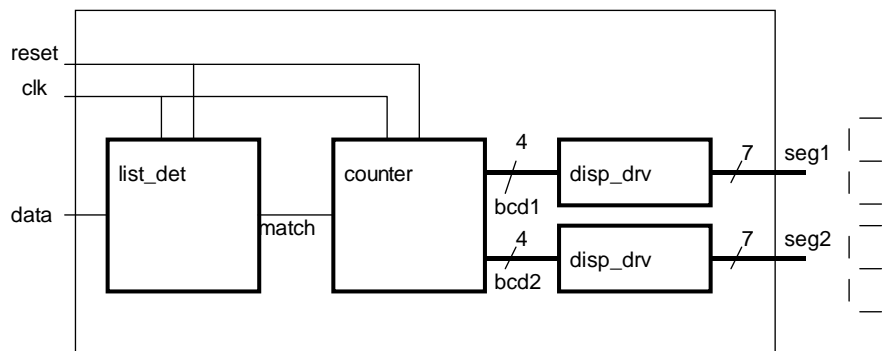 reset
clk
4
7
seg1
list_det
counter
disp_drv
bcd1
data
match
4
7
seg2
disp_drv
bcd2